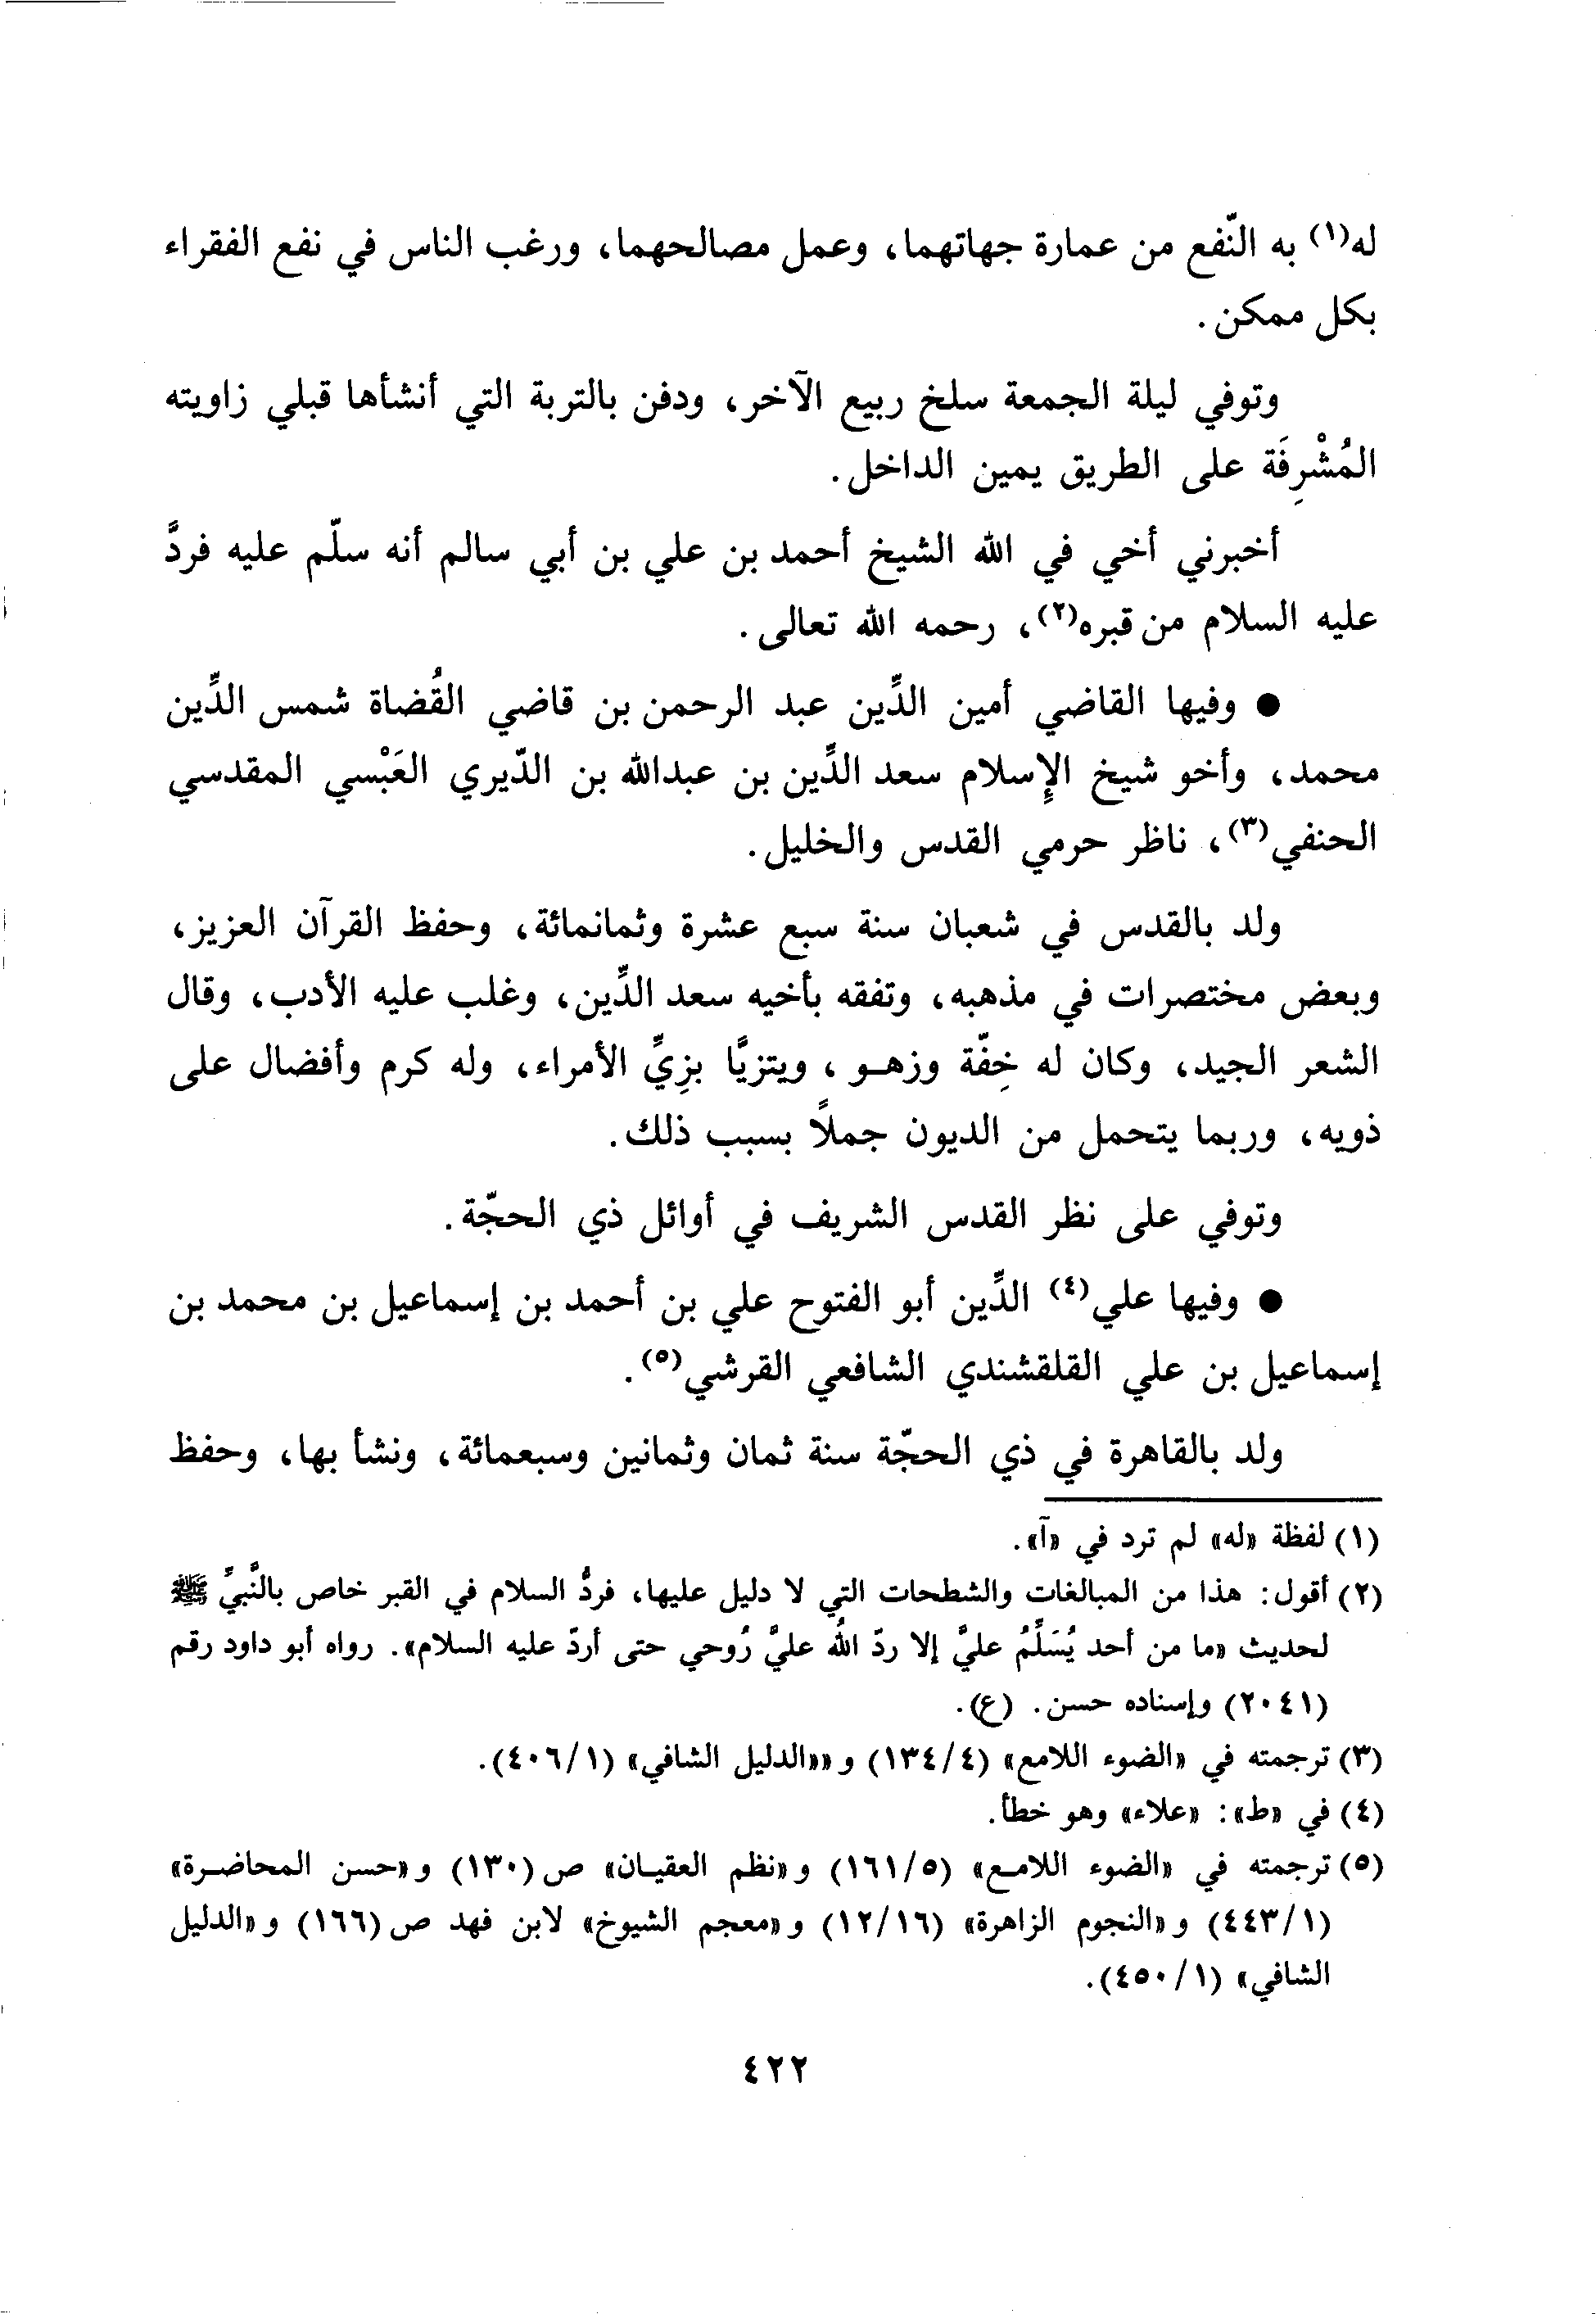 له(١) به النّفع من عمارة جهاتهما، وعمل مصالحهما، ورغب الناس في نفع الفقراء
بكل ممكن.
وتوفي ليلة الجمعة سلخ ربيع الآخر، ودفن بالتربة التي أنشأها قبلي زاويته
المُشْرِفَة على الطريق يمين الداخل.
أخبرني أخي في الله الشيخ أحمد بن علي بن أبي سالم أنه سلّم عليه فردَّ
عليه السلام من قبره(٢)، رحمه الله تعالى.
● وفيها القاضي أمين الدِّين عبد الرحمن بن قاضي القُضاة شمس الدِّين
محمد، وأخو شيخ الإِسلام سعد الدِّين بن عبدالله بن الدّيري العَبْسي المقدسي
الحنفي(٣)، ناظر حرمي القدس والخليل.
ولد بالقدس في شعبان سنة سبع عشرة وثمانمائة، وحفظ القرآن العزيز،
وبعض مختصرات في مذهبه، وتفقه بأخيه سعد الدِّين، وغلب عليه الأدب، وقال
الشعر الجيد، وكان له خِفّة وزهـو، ويتزيَّا بزِيِّ الأمراء، وله كرم وأفضال على
ذويه، وربما يتحمل من الديون جملاً بسبب ذلك.
وتوفي على نظر القدس الشريف في أوائل ذي الحجّة.
● وفيها علي(٤) الدِّين أبو الفتوح علي بن أحمد بن إسماعيل بن محمد بن
إسماعيل بن علي القلقشندي الشافعي القرشي(٥).
ولد بالقاهرة في ذي الحجّة سنة ثمان وثمانين وسبعمائة، ونشأ بها، وحفظ
(١) لفظة «له» لم ترد في «آ».
(٢) أقول: هذا من المبالغات والشطحات التي لا دليل عليها، فردُّ السلام في القبر خاص بالنَّبيِّ ﷺ
لحديث «ما من أحد يُسَلِّمُ عليَّ إلا ردّ اللهُ عليَّ رُوحي حتى أردّ عليه السلام». رواه أبو داود رقم
(٢٠٤١) وإسناده حسن. (ع).
(٣) ترجمته في «الضوء اللامع» (١٣٤/٤) و««الدليل الشافي» (٤٠٦/١).
(٤) في «ط»: «علاء» وهو خطأ.
(٥) ترجمته في «الضوء اللامـع» (١٦١/٥) و«نظم العقيـان» ص (١٣٠) و«حسن المحاضـرة»
(٤٤٣/١) و«النجوم الزاهرة» (١٢/١٦) و«معجم الشيوخ» لابن فهد ص (١٦٦) و«الدليل
الشافي» (٤٥٠/١).
٤٢٢